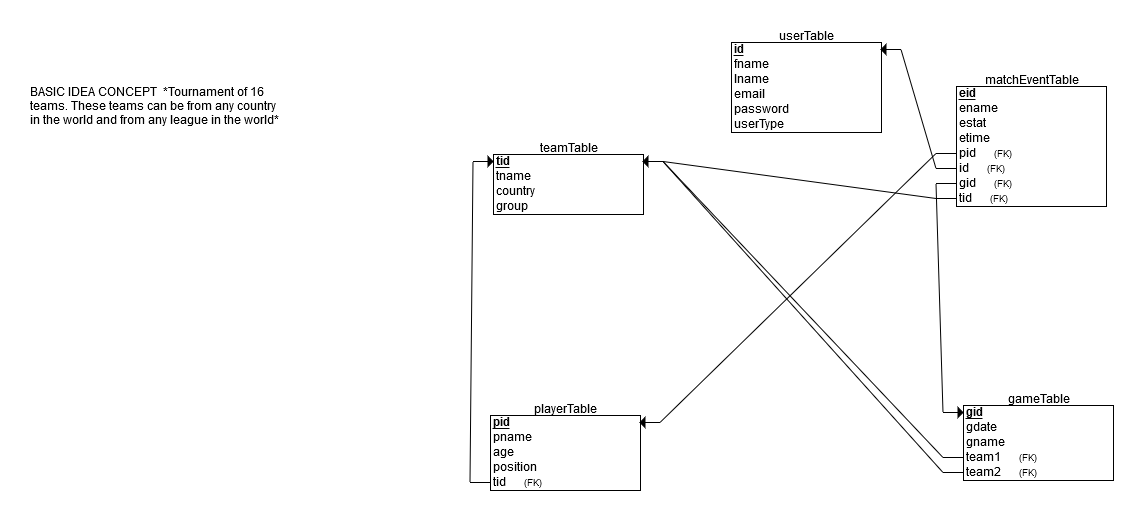 BASIC IDEA CONCEPT *Tournament of 16
teams. These teams can be from any country
in the world and from any league in the world*
userTable
id
fname
lname
email
password
userType
matchEventTable
eid
ename
estat
etime
pid (FK)
id (FK)
gid (FK)
tid (FK)
teamTable
tid
tname
country
group
playerTable
pid
pname
age
position
tid (FK)
gameTable
gid
gdate
gname
team1 (FK)
team2 (FK)